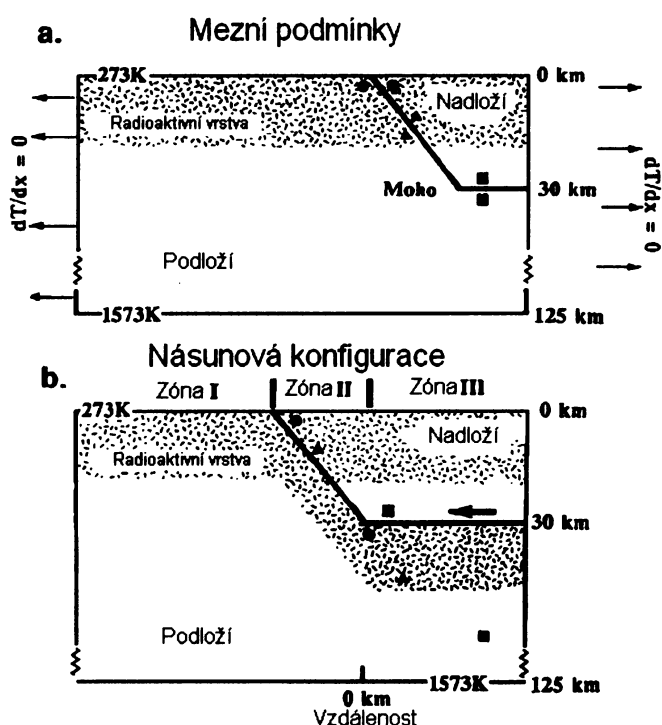 a. Mezní podmínky
273K 0 km
Radioaktivní vrstva Nadloží
dT/dx = 0
dT/dx = 0
Moho 30 km
Podloží
1573K 125 km
Násunová konfigurace
b. Zóna I Zóna II Zóna III
273K 0 km
Radioaktivní vrstva Nadloží
30 km
Podloží
1573K 125 km
0 km
Vzdálenost